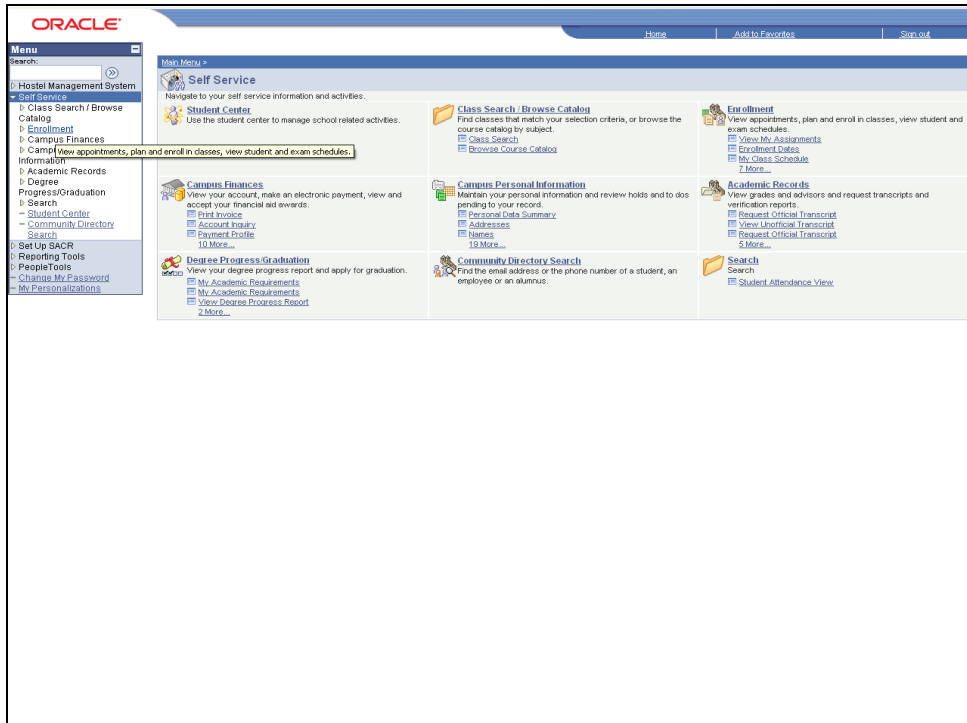 ORACLE
Home
Add to Favorites
Sign out
Menu
Search:
Hostel Management System
Self Service
Class Search / Browse
Catalog
Enrollment
Campus Finances
Camp
Information
Academic Records
Degree
Progress/Graduation
Search
Student Center
Community Directory
Search
Set Up SACR
Reporting Tools
PeopleTools
Change My Password
My Personalizations
View appointments, plan and enroll in classes, view student and exam schedules.
Main Menu >
Self Service
Navigate to your self service information and activities.
Student Center
Use the student center to manage school related activities.
Class Search / Browse Catalog
Find classes that match your selection criteria, or browse the
course catalog by subject.
Class Search
Browse Course Catalog
Enrollment
View appointments, plan and enroll in classes, view student and
exam schedules.
View My Assignments
Enrollment Dates
My Class Schedule
7 More...
Campus Finances
View your account, make an electronic payment, view and
accept your financial aid awards.
Print Invoice
Account Inquiry
Payment Profile
10 More...
Campus Personal Information
Maintain your personal information and review holds and to dos
pending to your record.
Personal Data Summary
Addresses
Names
19 More...
Academic Records
View grades and advisors and request transcripts and
verification reports.
Request Official Transcript
View Unofficial Transcript
Request Official Transcript
5 More...
Degree Progress/Graduation
View your degree progress report and apply for graduation.
My Academic Requirements
My Academic Requirements
View Degree Progress Report
2 More...
Community Directory Search
Find the email address or the phone number of a student, an
employee or an alumnus.
Search
Search
Student Attendance View